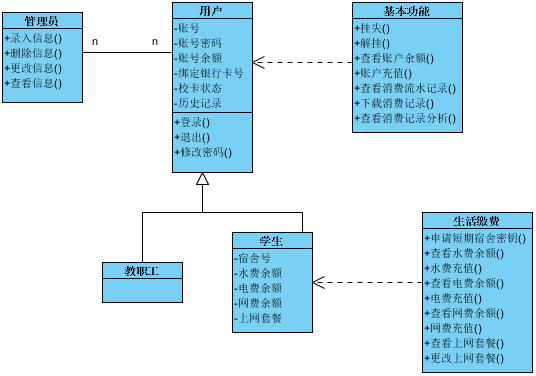 管理员
+录入信息()
+删除信息()
+更改信息()
+查看信息()
n
n
用户
-账号
-账号密码
-账号余额
-绑定银行卡号
-校卡状态
-历史记录
+登录()
+退出()
+修改密码()
基本功能
+挂失()
+解挂()
+查看账户余额()
+账户充值()
+查看消费流水记录()
+下载消费记录()
+查看消费记录分析()
教职工
学生
-宿舍号
-水费余额
-电费余额
-网费余额
-上网套餐
生活缴费
+申请短期宿舍密钥()
+查看水费余额()
+水费充值()
+查看电费余额()
+电费充值()
+查看网费余额()
+网费充值()
+查看上网套餐()
+更改上网套餐()